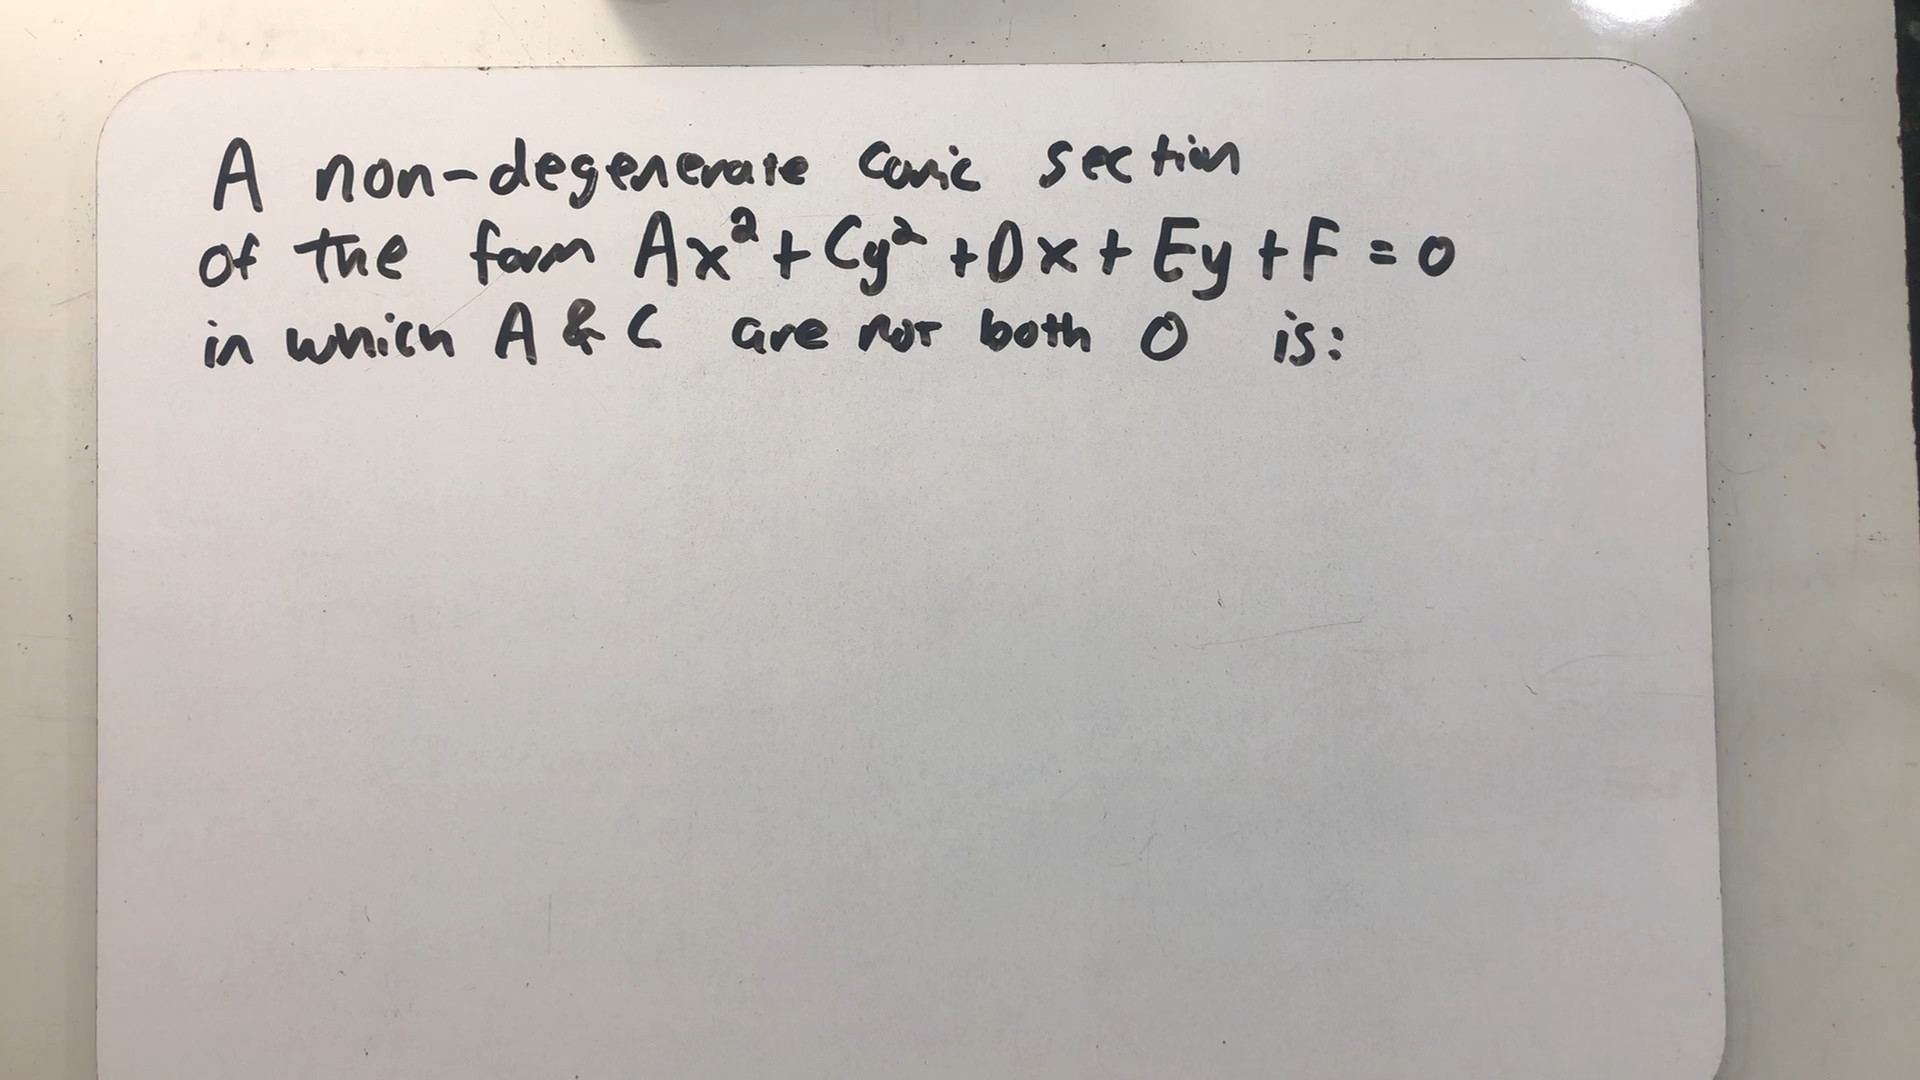 A non-degenerate conic section
of the form Ax²+Cy²+Dx+Ey+F=0
in which A & C are not both 0 is: